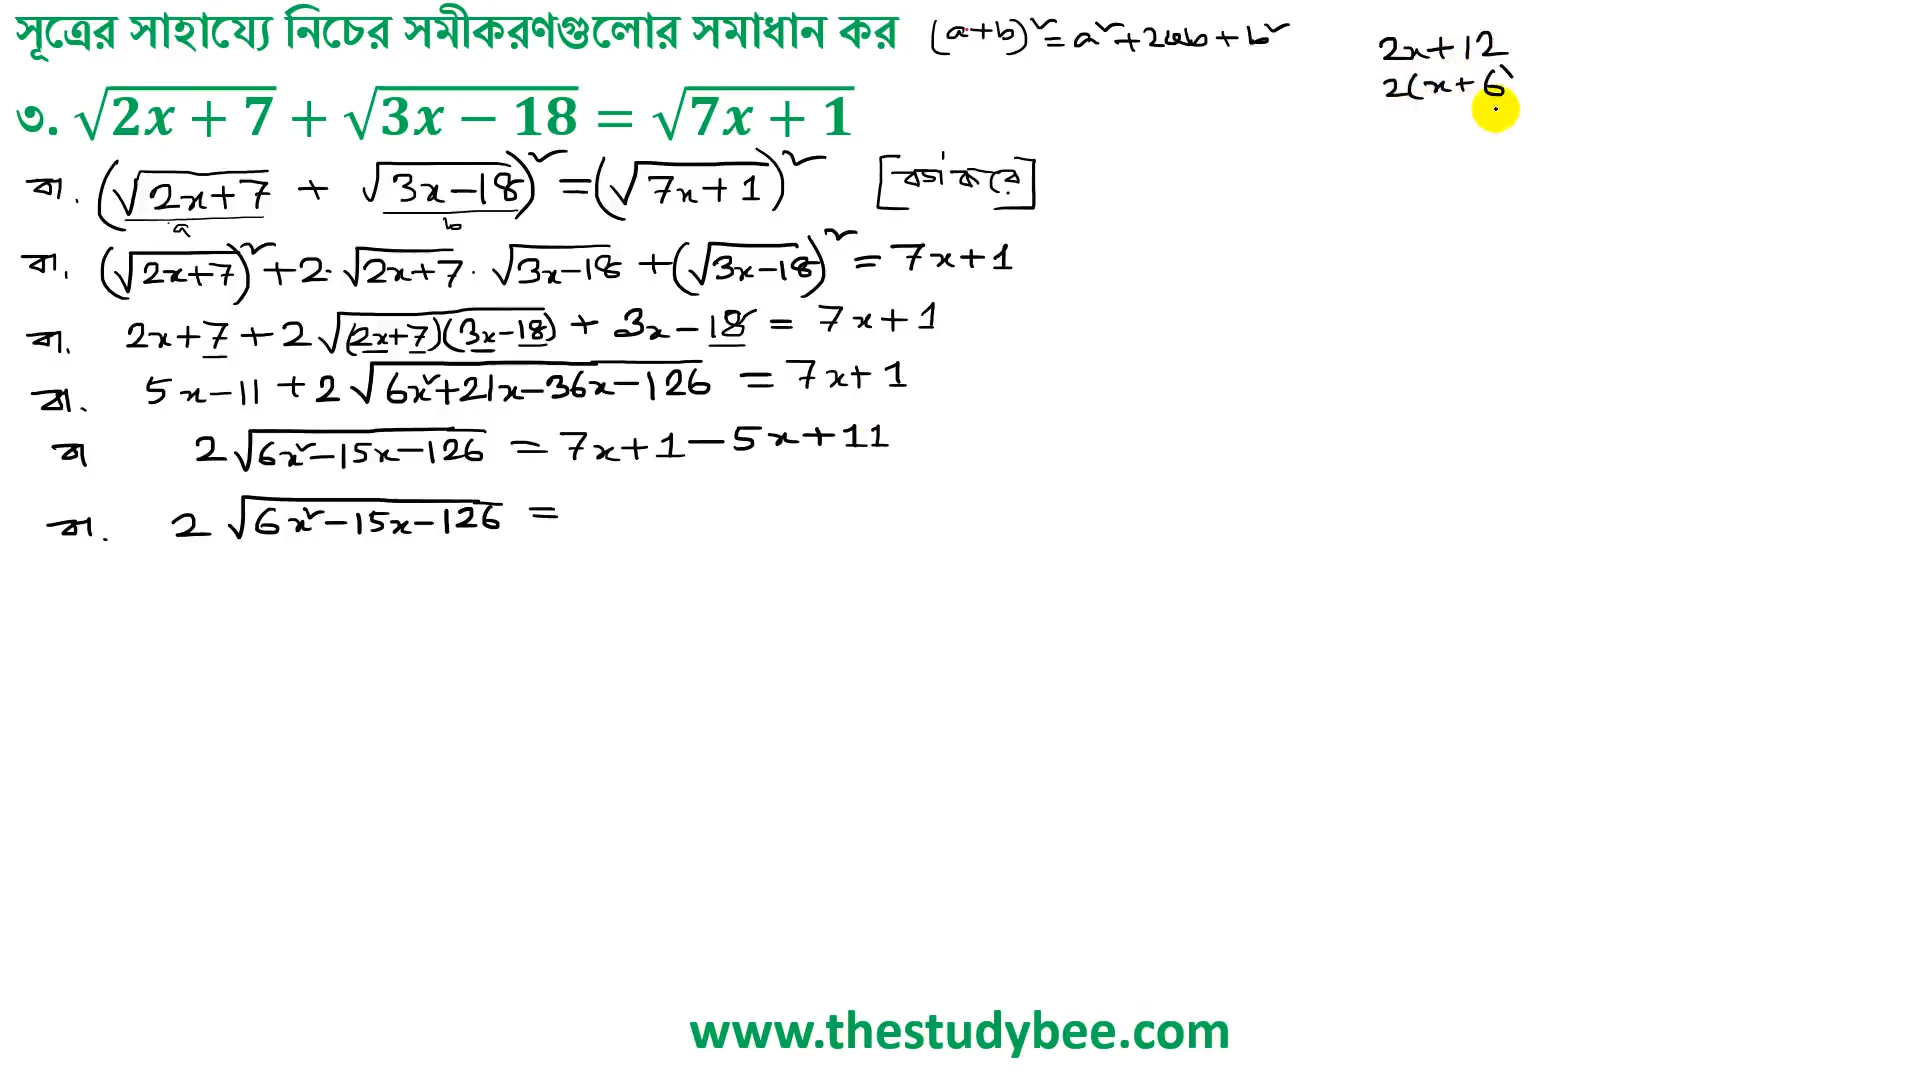 সূত্রের সাহায্যে নিচের সমীকরণগুলোর সমাধান কর (a+b)² = a² + 2ab + b²
2x+12
2(x+6)
৩. √(2x + 7) + √(3x − 18) = √(7x + 1)
বা. (√(2x+7) + √(3x−18))² = (√(7x+1))² [বর্গ করে]
a b
বা. (√(2x+7))² + 2.√(2x+7).√(3x−18) + (√(3x−18))² = 7x+1
বা. 2x+7 + 2√((2x+7)(3x−18)) + 3x−18 = 7x+1
বা. 5x−11 + 2√(6x²+21x−36x−126) = 7x+1
বা 2√(6x²−15x−126) = 7x+1−5x+11
বা. 2√(6x²−15x−126) =
www.thestudybee.com